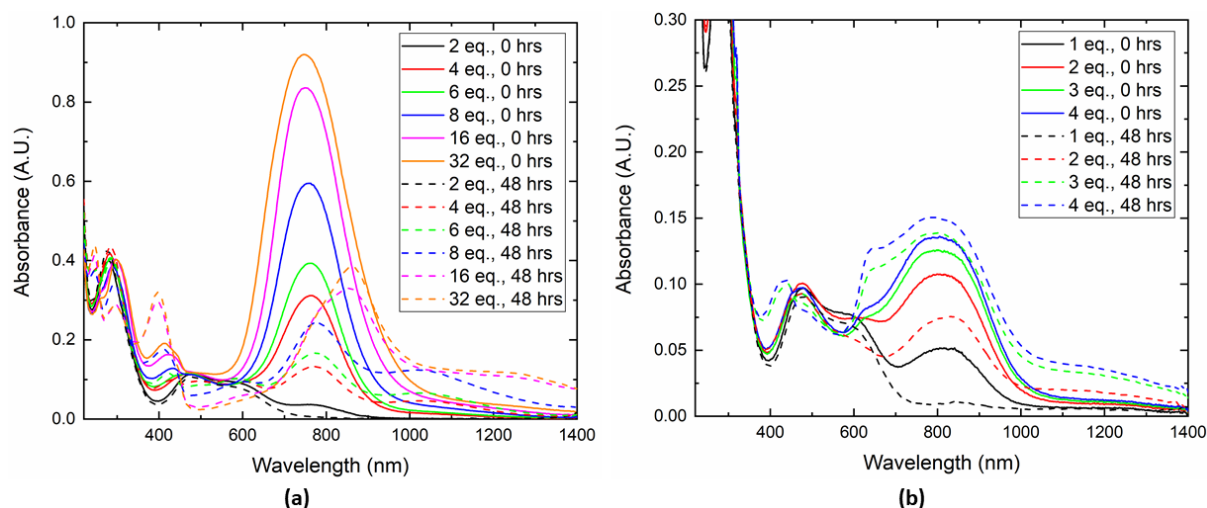 1.0
0.8
0.6
0.4
0.2
0.0
Absorbance (A.U.)
2 eq., 0 hrs
4 eq., 0 hrs
6 eq., 0 hrs
8 eq., 0 hrs
16 eq., 0 hrs
32 eq., 0 hrs
2 eq., 48 hrs
4 eq., 48 hrs
6 eq., 48 hrs
8 eq., 48 hrs
16 eq., 48 hrs
32 eq., 48 hrs
400 600 800 1000 1200 1400
Wavelength (nm)
(a)
0.30
0.25
0.20
0.15
0.10
0.05
0.00
Absorbance (A.U.)
1 eq., 0 hrs
2 eq., 0 hrs
3 eq., 0 hrs
4 eq., 0 hrs
1 eq., 48 hrs
2 eq., 48 hrs
3 eq., 48 hrs
4 eq., 48 hrs
400 600 800 1000 1200 1400
Wavelength (nm)
(b)